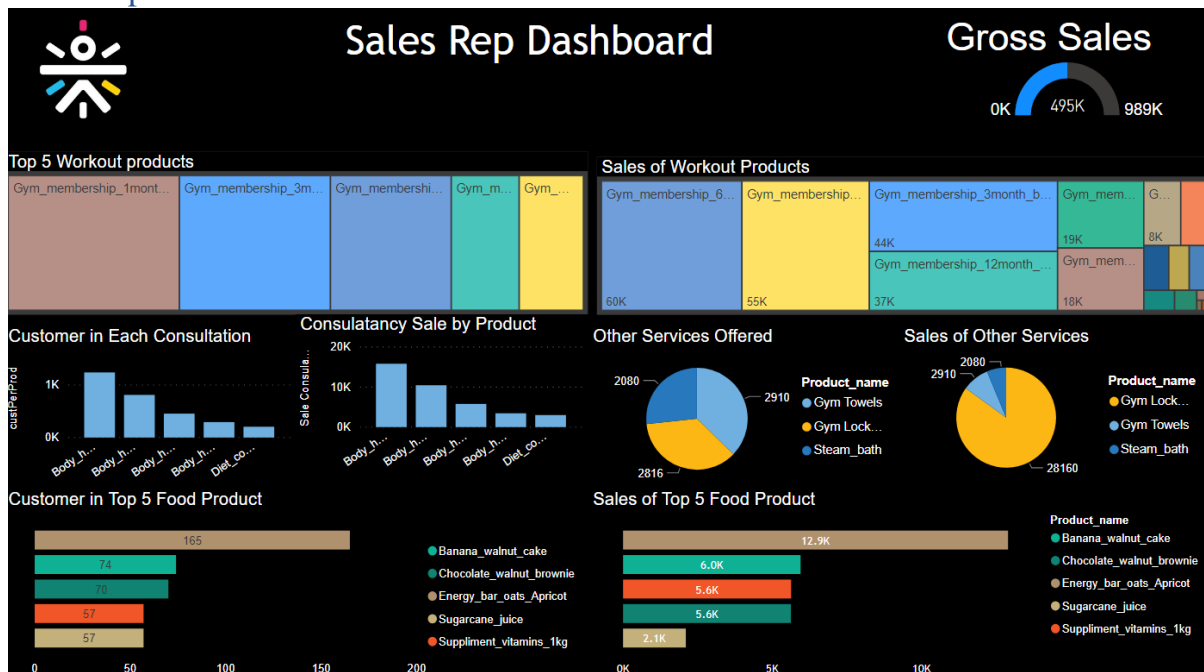 Sales Rep Dashboard
Gross Sales
0K
495K
989K
Top 5 Workout products
Gym_membership_1mont...
Gym_membership_3m...
Gym_membershi...
Gym_m...
Gym_...
Sales of Workout Products
Gym_membership_6...
60K
Gym_membership...
55K
Gym_membership_3month_b...
44K
Gym_membership_12month_...
37K
Gym_mem...
19K
Gym_mem...
18K
G...
8K
Customer in Each Consultation
custPerProd
1K
0K
Body_h...
Body_h...
Body_h...
Body_h...
Diet_co...
Consulatancy Sale by Product
Sale Consula...
20K
10K
0K
Body_h...
Body_h...
Body_h...
Body_h...
Diet_co...
Other Services Offered
2080
2910
2816
Product_name
Gym Towels
Gym Lock...
Steam_bath
Sales of Other Services
2080
2910
28160
Product_name
Gym Lock...
Gym Towels
Steam_bath
Customer in Top 5 Food Product
165
74
70
57
57
0
50
100
150
200
Banana_walnut_cake
Chocolate_walnut_brownie
Energy_bar_oats_Apricot
Sugarcane_juice
Suppliment_vitamins_1kg
Sales of Top 5 Food Product
12.9K
6.0K
5.6K
5.6K
2.1K
0K
5K
10K
Product_name
Banana_walnut_cake
Chocolate_walnut_brownie
Energy_bar_oats_Apricot
Sugarcane_juice
Suppliment_vitamins_1kg